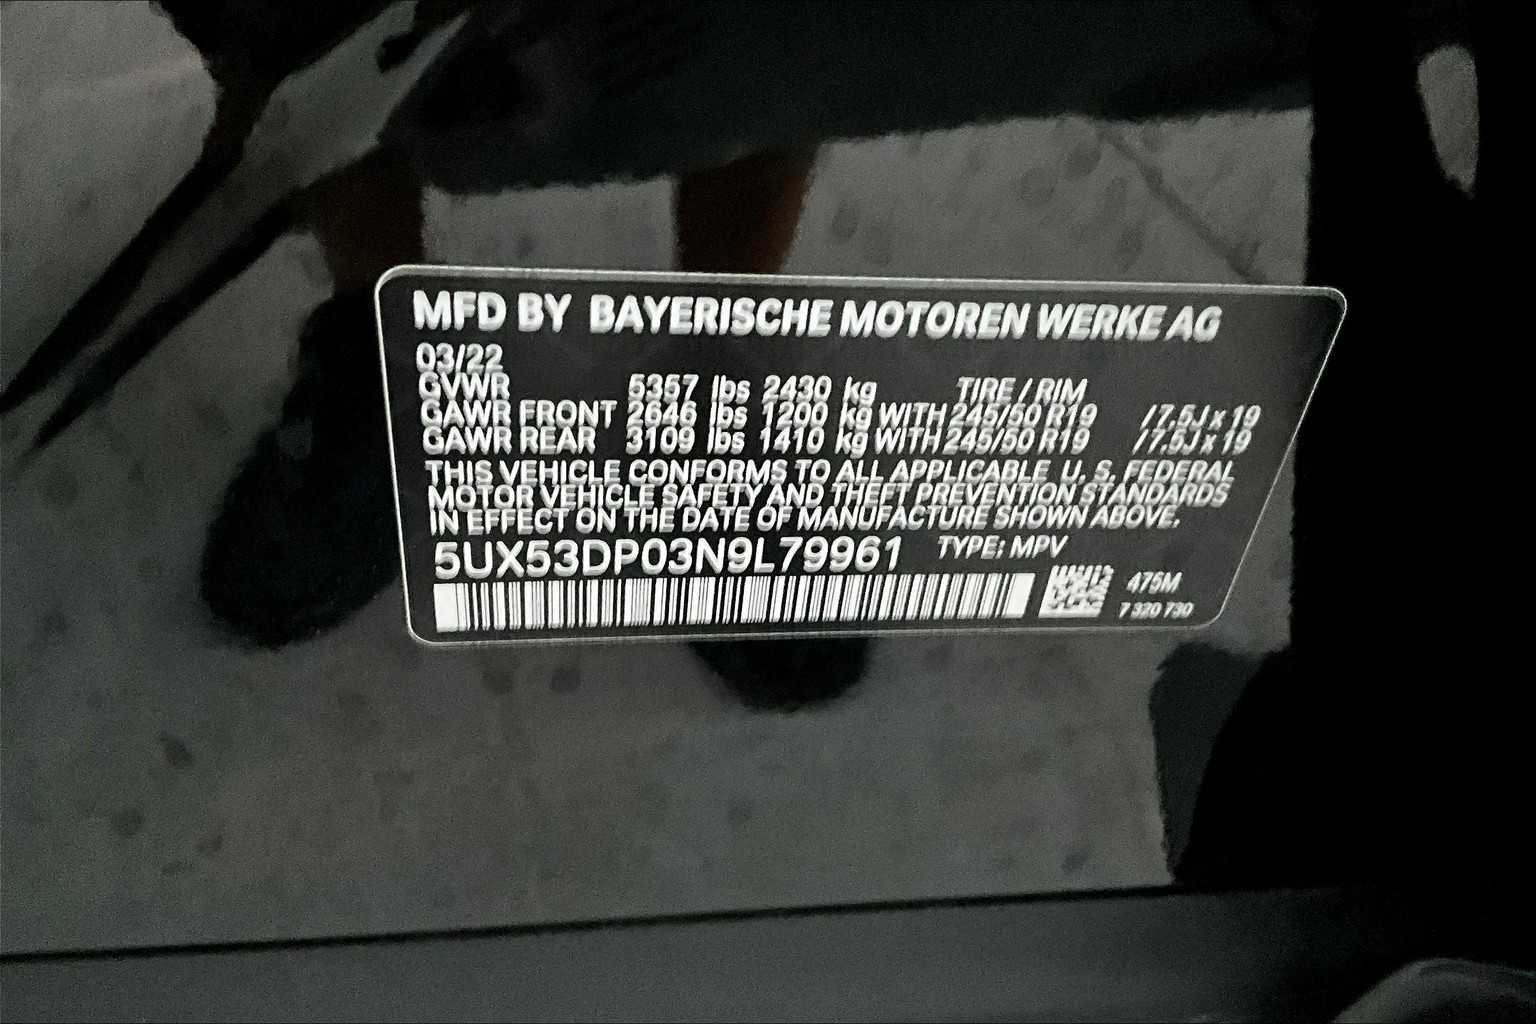 MFD BY BAYERISCHE MOTOREN WERKE AG
03/22
GVWR 5357 lbs 2430 kg TIRE / RIM
GAWR FRONT 2646 lbs 1200 kg WITH 245/50 R19 / 7.5J x 19
GAWR REAR 3109 lbs 1410 kg WITH 245/50 R19 / 7.5J x 19
THIS VEHICLE CONFORMS TO ALL APPLICABLE U. S. FEDERAL
MOTOR VEHICLE SAFETY AND THEFT PREVENTION STANDARDS
IN EFFECT ON THE DATE OF MANUFACTURE SHOWN ABOVE.
5UX53DP03N9L79961 TYPE: MPV
475M
7 320 730